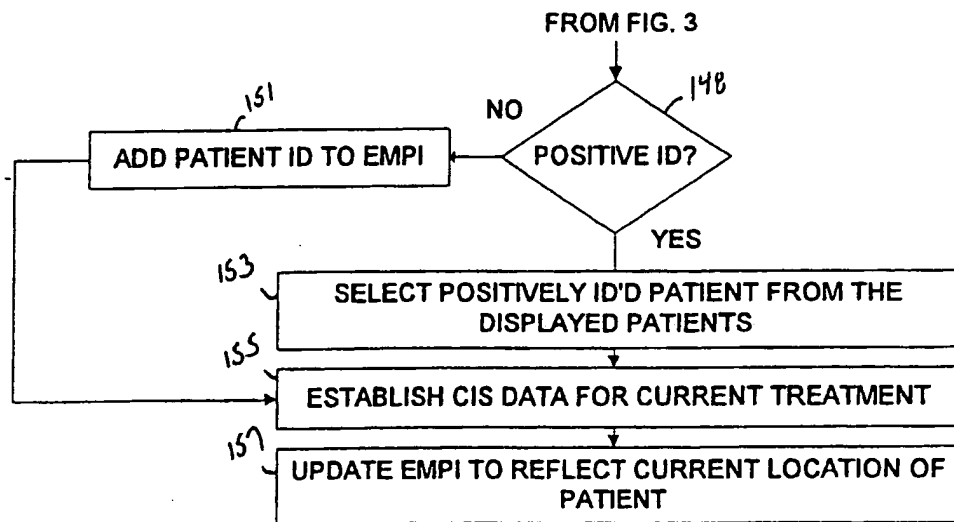 FROM FIG. 3
148
NO
151
ADD PATIENT ID TO EMPI
POSITIVE ID?
YES
153
SELECT POSITIVELY ID'D PATIENT FROM THE
DISPLAYED PATIENTS
155
ESTABLISH CIS DATA FOR CURRENT TREATMENT
157
UPDATE EMPI TO REFLECT CURRENT LOCATION OF
PATIENT